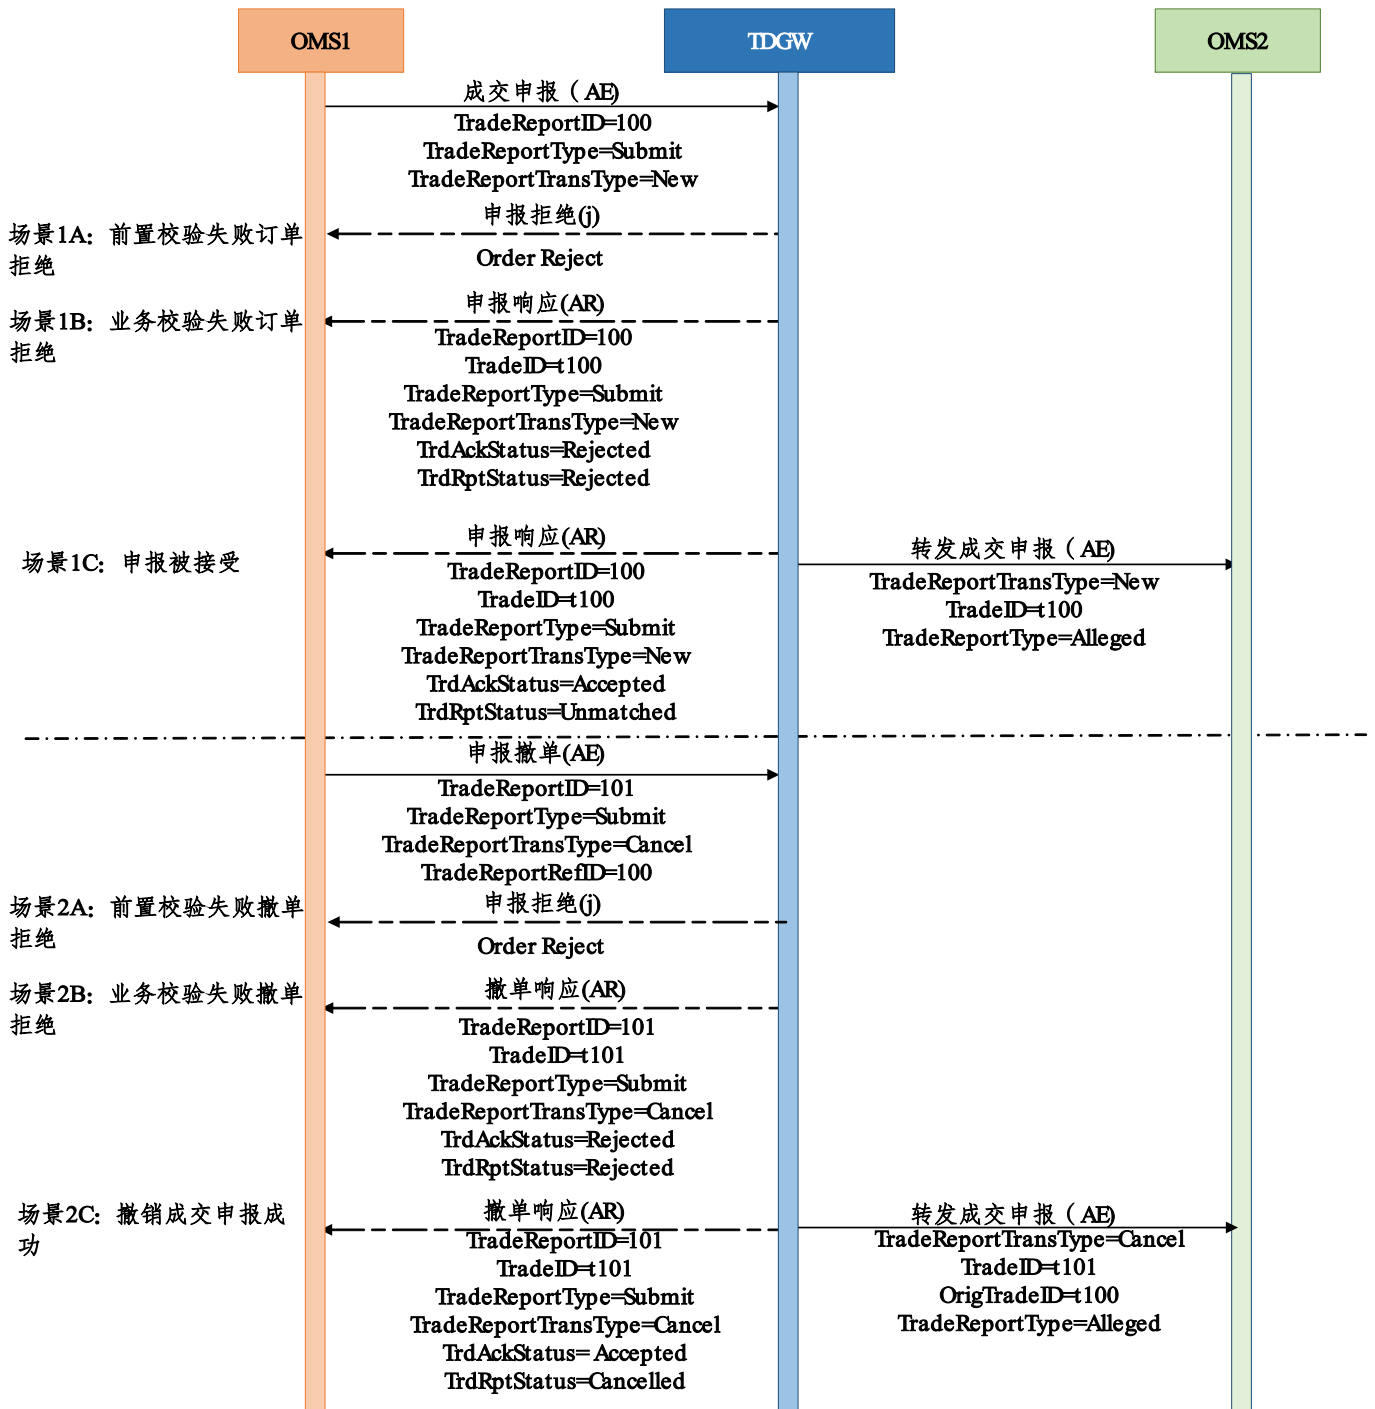 OMS1
TDGW
OMS2
成交申报（AE)
TradeReportID=100
TradeReportType=Submit
TradeReportTransType=New
申报拒绝(j)
场景1A：前置校验失败订单
拒绝
Order Reject
申报响应(AR)
场景1B：业务校验失败订单
拒绝
TradeReportID=100
TradeID=t100
TradeReportType=Submit
TradeReportTransType=New
TrdAckStatus=Rejected
TrdRptStatus=Rejected
申报响应(AR)
场景1C：申报被接受
TradeReportID=100
TradeID=t100
TradeReportType=Submit
TradeReportTransType=New
TrdAckStatus=Accepted
TrdRptStatus=Unmatched
转发成交申报（AE)
TradeReportTransType=New
TradeID=t100
TradeReportType=Alleged
申报撤单(AE)
TradeReportID=101
TradeReportType=Submit
TradeReportTransType=Cancel
TradeReportRefID=100
申报拒绝(j)
场景2A：前置校验失败撤单
拒绝
Order Reject
撤单响应(AR)
场景2B：业务校验失败撤单
拒绝
TradeReportID=101
TradeID=t101
TradeReportType=Submit
TradeReportTransType=Cancel
TrdAckStatus=Rejected
TrdRptStatus=Rejected
撤单响应(AR)
场景2C：撤销成交申报成
功
TradeReportID=101
TradeID=t101
TradeReportType=Submit
TradeReportTransType=Cancel
TrdAckStatus= Accepted
TrdRptStatus=Cancelled
转发成交申报（AE)
TradeReportTransType=Cancel
TradeID=t101
OrigTradeID=t100
TradeReportType=Alleged